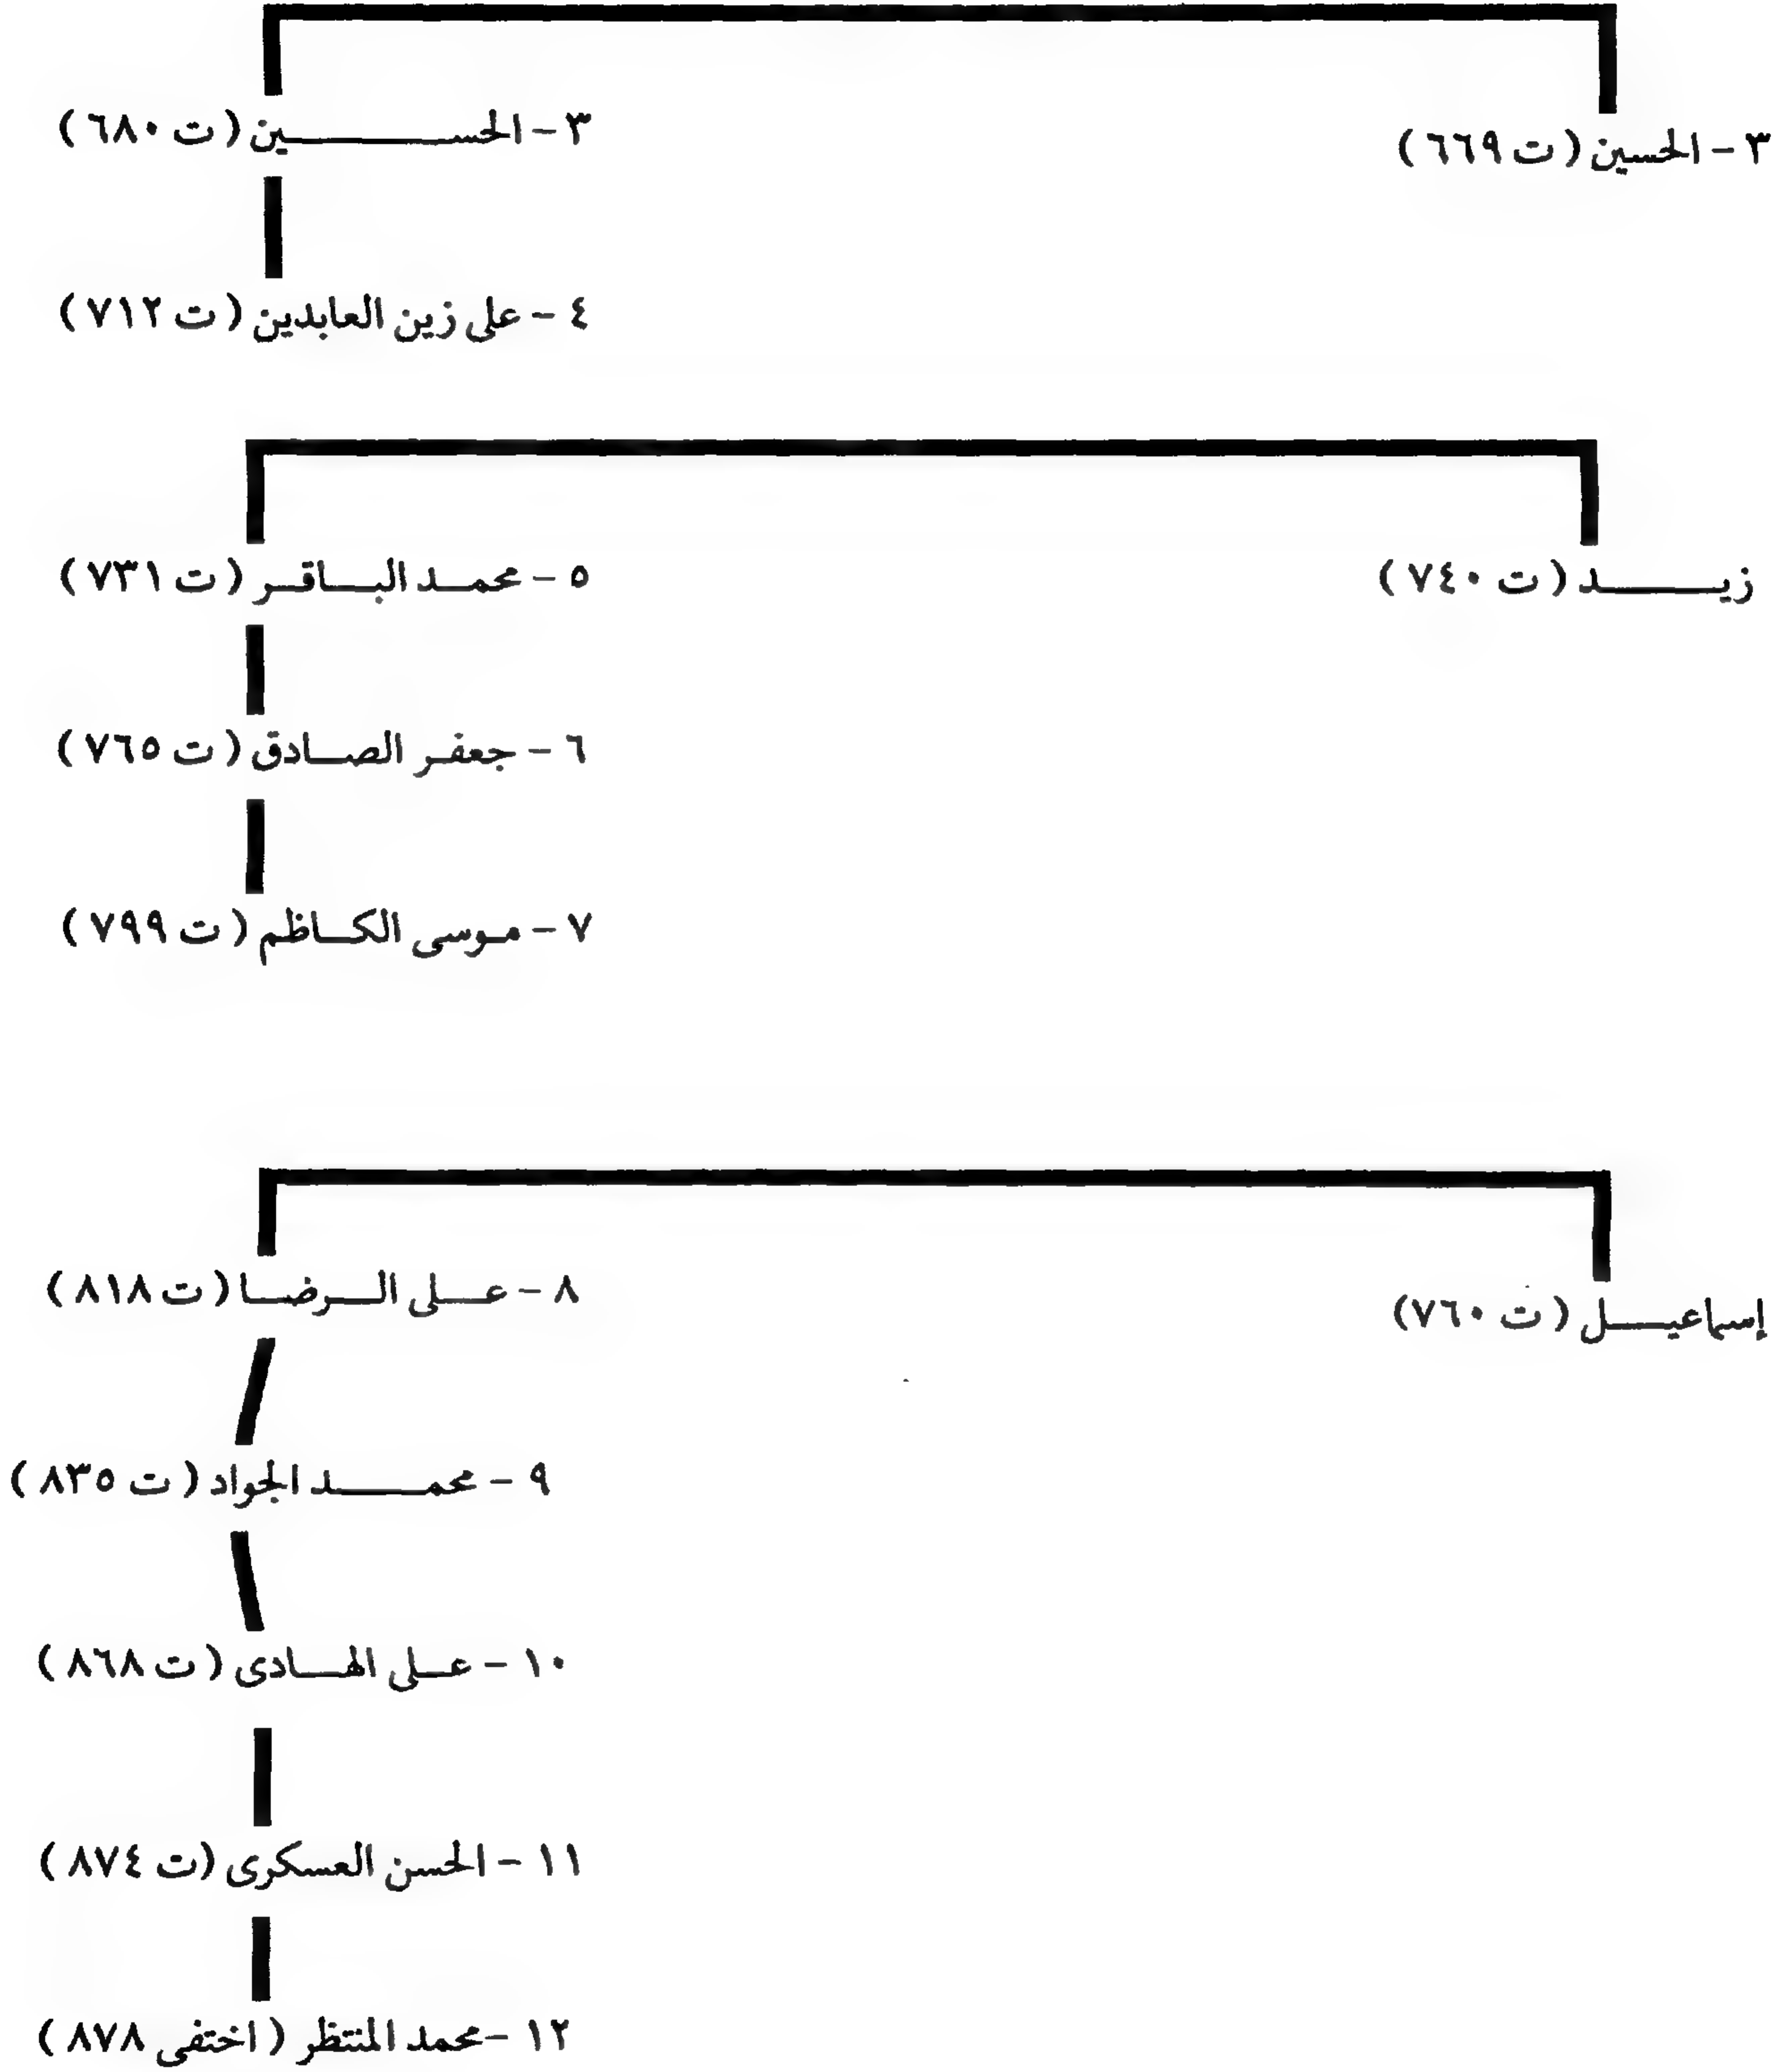 ٣ - الحسين (ت ٦٦٩)
٣ - الحسين (ت ٦٨٠)
٤ - على زين العابدين (ت ٧١٢)
زيد (ت ٧٤٠)
٥ - محمد الباقر (ت ٧٣١)
٦ - جعفر الصادق (ت ٧٦٥)
٧ - موسى الكاظم (ت ٧٩٩)
إسماعيل (ت ٧٦٠)
٨ - على الرضا (ت ٨١٨)
٩ - محمد الجواد (ت ٨٣٥)
١٠ - على الهادى (ت ٨٦٨)
١١ - الحسن العسكرى (ت ٨٧٤)
١٢ - محمد المنتظر (اختفى ٨٧٨)